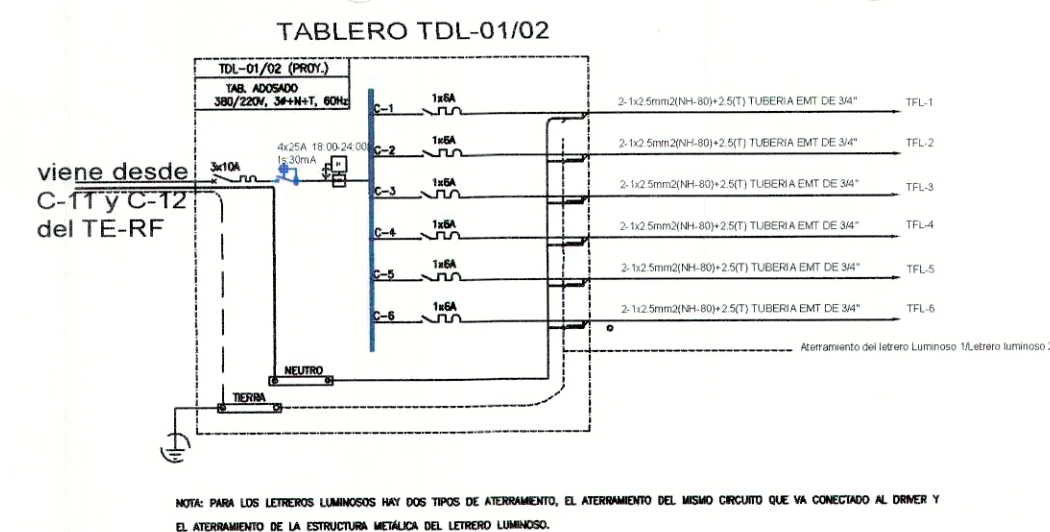 TABLERO TDL-01/02
TDL-01/02 (PROY.)
TAB. ADOSADO
380/220V, 3Ø+N+T, 60Hz
viene desde
C-11 y C-12
del TE-RF
3x10A
4x25A 18:00-24:00
Is:30mA
C-1 1x6A 2-1x2.5mm2(NH-80)+2.5(T) TUBERIA EMT DE 3/4" TFL-1
C-2 1x6A 2-1x2.5mm2(NH-80)+2.5(T) TUBERIA EMT DE 3/4" TFL-2
C-3 1x6A 2-1x2.5mm2(NH-80)+2.5(T) TUBERIA EMT DE 3/4" TFL-3
C-4 1x6A 2-1x2.5mm2(NH-80)+2.5(T) TUBERIA EMT DE 3/4" TFL-4
C-5 1x6A 2-1x2.5mm2(NH-80)+2.5(T) TUBERIA EMT DE 3/4" TFL-5
C-6 1x6A 2-1x2.5mm2(NH-80)+2.5(T) TUBERIA EMT DE 3/4" TFL-6
Aterramiento del letrero Luminoso 1/Letrero luminoso 2
NEUTRO
TIERRA
NOTA: PARA LOS LETREROS LUMINOSOS HAY DOS TIPOS DE ATERRAMIENTO, EL ATERRAMIENTO DEL MISMO CIRCUITO QUE VA CONECTADO AL DRIVER Y
EL ATERRAMIENTO DE LA ESTRUCTURA METÁLICA DEL LETRERO LUMINOSO.